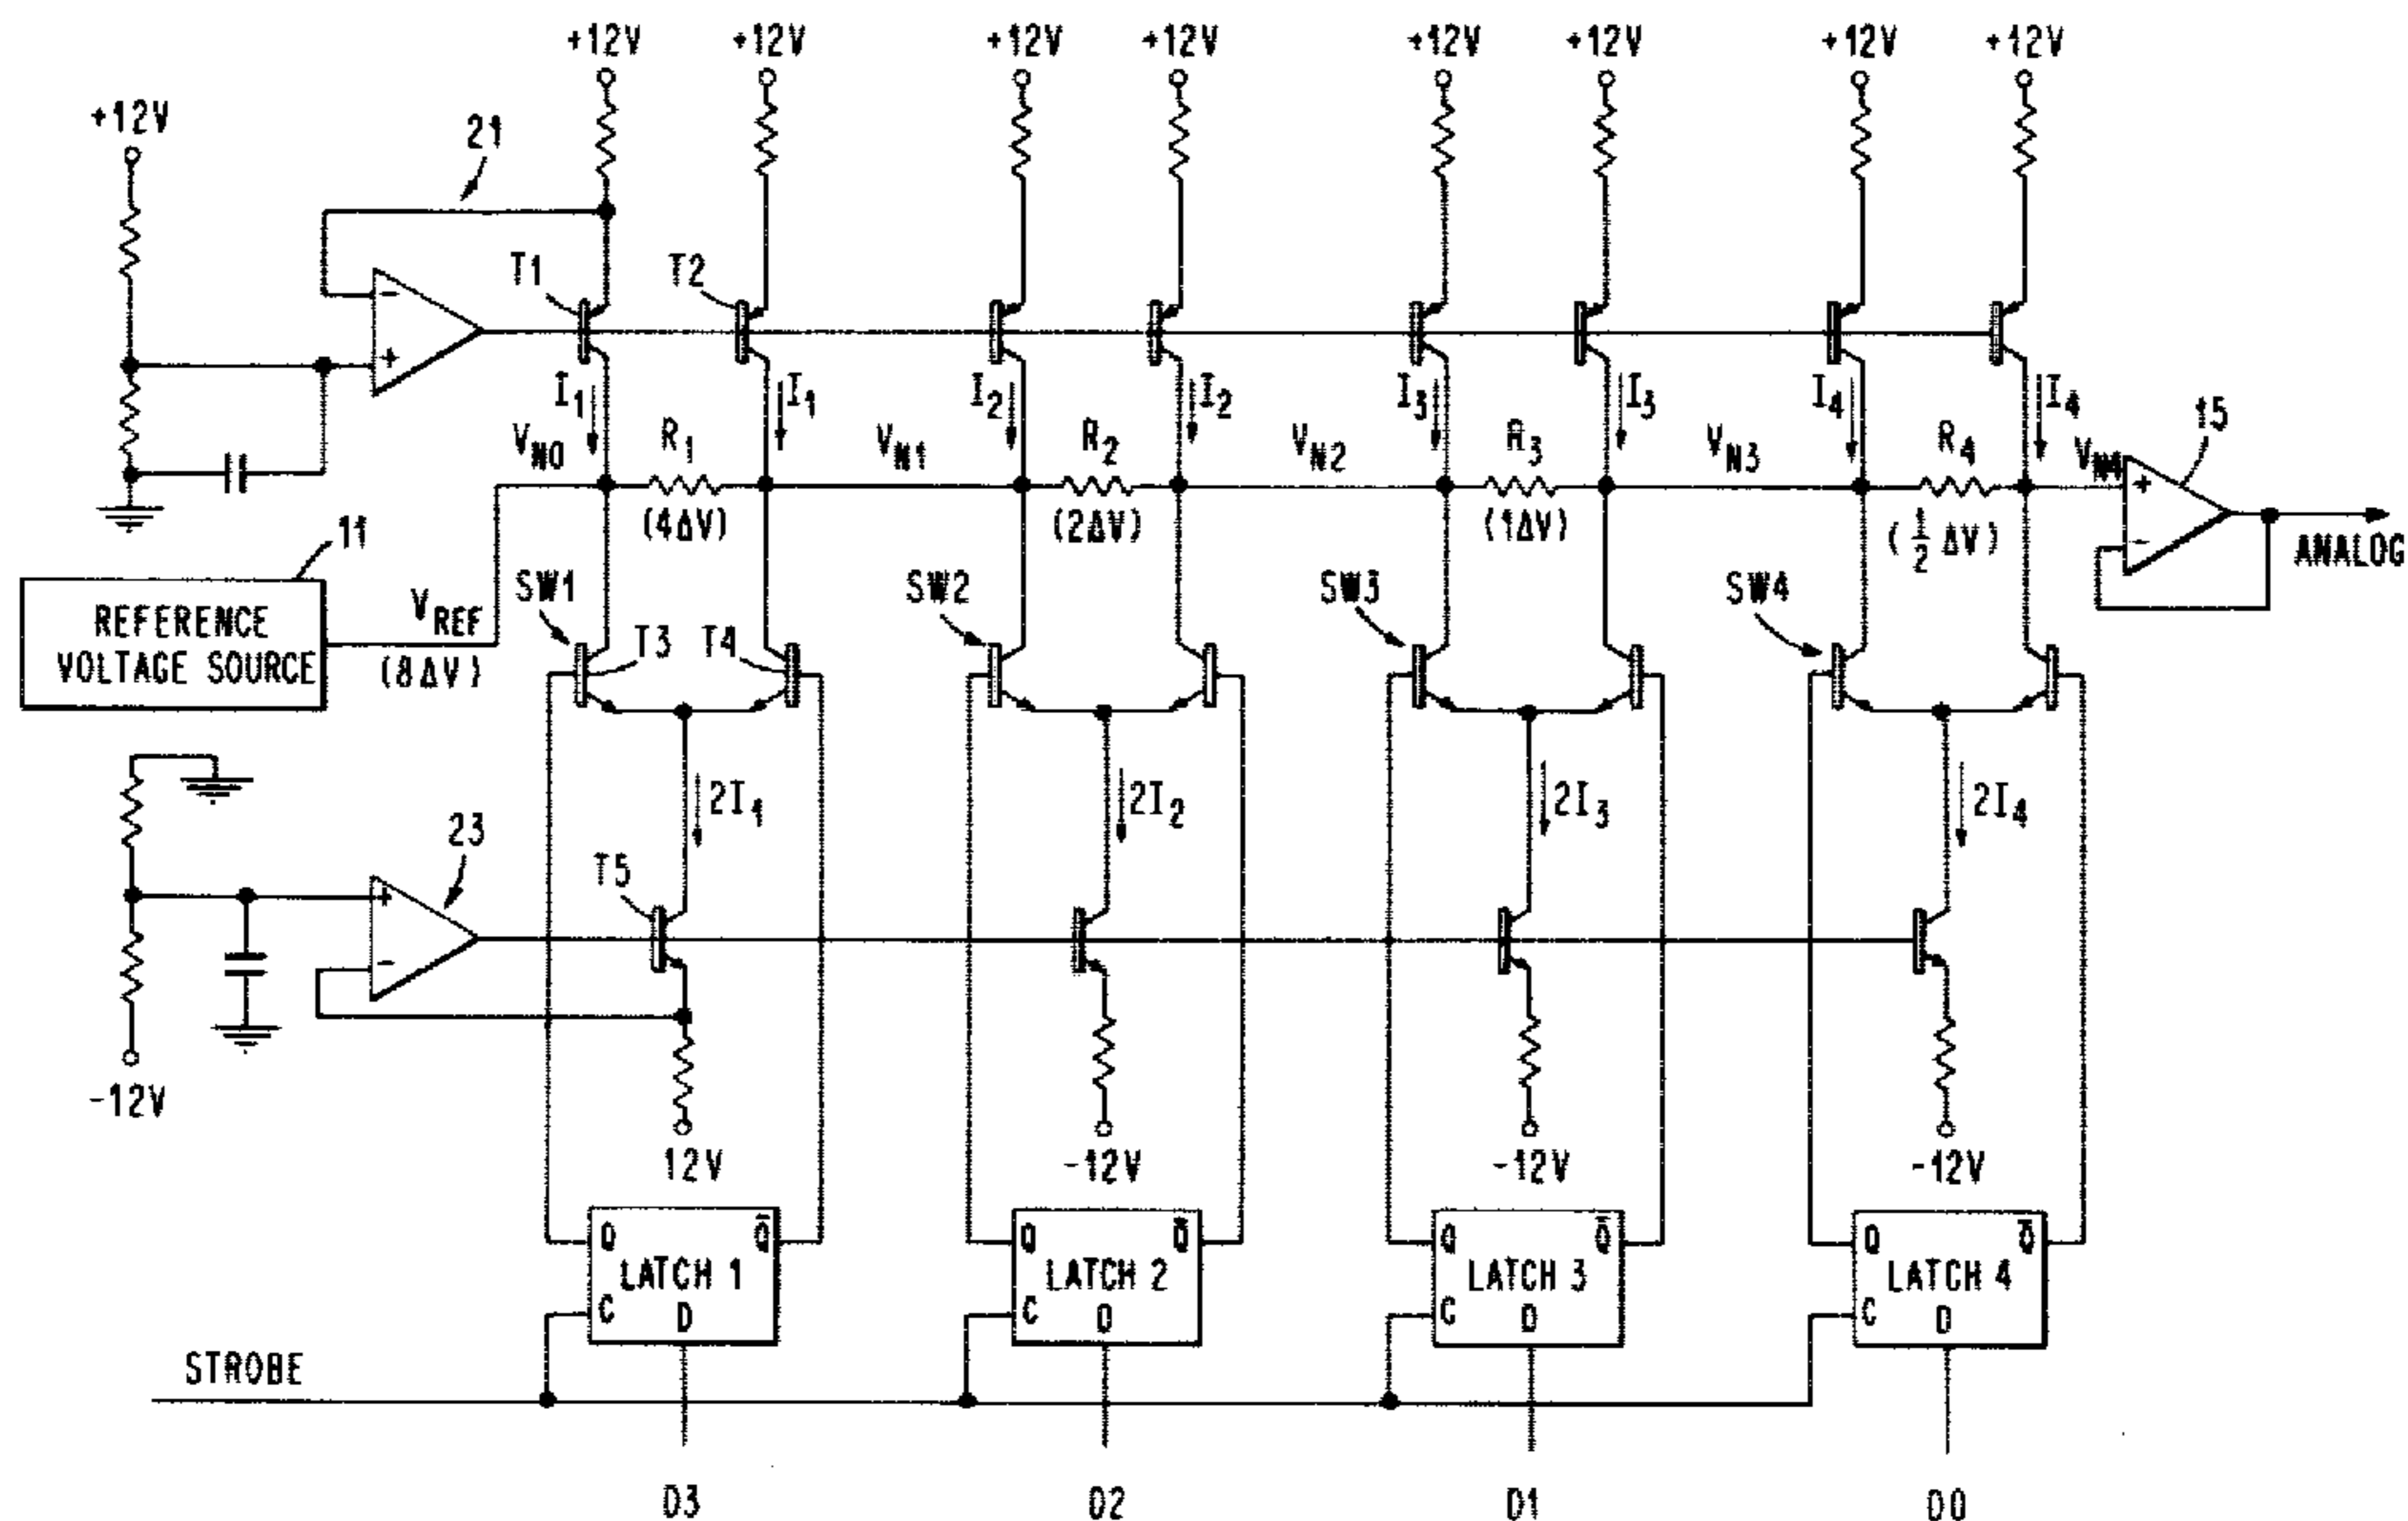 +12V +12V +12V +12V +12V +12V +12V +12V
+12V
21
T1 T2
- +
I1 I1 I2 I2 I3 I3 I4 I4
15
VN0 R1 VN1 R2 VN2 R3 VN3 R4 VN4
+ -
(4ΔV) (2ΔV) (1ΔV) (1/2 ΔV)
ANALOG
11
REFERENCE
VOLTAGE SOURCE
VREF
(8ΔV)
SW1 T3 T4 SW2 SW3 SW4
2I1 2I2 2I3 2I4
23
T5
+ -
-12V
12V -12V -12V -12V
Q Q̅ Q Q̅ Q Q̅ Q Q̅
LATCH 1 LATCH 2 LATCH 3 LATCH 4
C D C D C D C D
STROBE
D3 D2 D1 D0